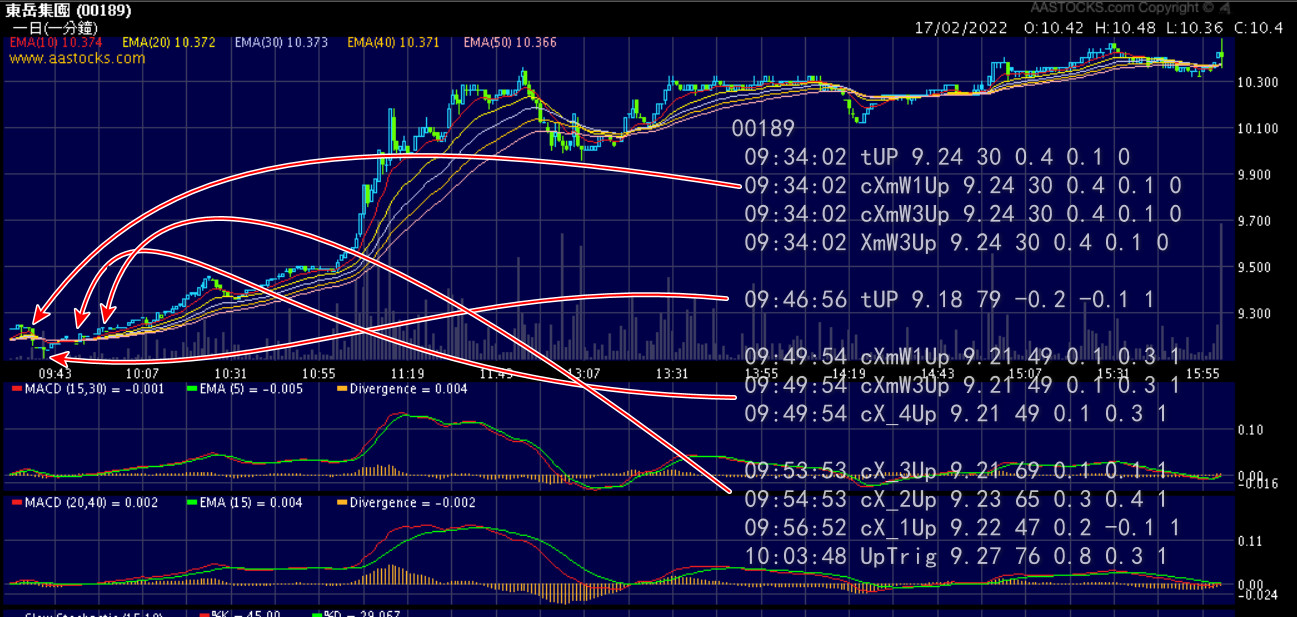 東岳集團 (00189)
AASTOCKS.com Copyright ©
一日(一分鐘)
17/02/2022 O:10.42 H:10.48 L:10.36 C:10.4
EMA(10) 10.374 EMA(20) 10.372 EMA(30) 10.373 EMA(40) 10.371 EMA(50) 10.366
www.aastocks.com
10.300
10.100
9.900
9.700
9.500
9.300
00189
09:34:02 tUP 9.24 30 0.4 0.1 0
09:34:02 cXmW1Up 9.24 30 0.4 0.1 0
09:34:02 cXmW3Up 9.24 30 0.4 0.1 0
09:34:02 XmW3Up 9.24 30 0.4 0.1 0
09:46:56 tUP 9.18 79 -0.2 -0.1 1
09:49:54 cXmW1Up 9.21 49 0.1 0.3 1
09:43 10:07 10:31 10:55 11:19 11:43 13:07 13:31 13:55 14:19 14:43 15:07 15:31 15:55
09:49:54 cXmW3Up 9.21 49 0.1 0.3 1
09:49:54 cX_4Up 9.21 49 0.1 0.3 1
MACD (15,30) = -0.001 EMA (5) = -0.005 Divergence = 0.004
0.10
0.00
-0.016
09:53:53 cX_3Up 9.21 69 0.1 0.1 1
09:54:53 cX_2Up 9.23 65 0.3 0.4 1
09:56:52 cX_1Up 9.22 47 0.2 -0.1 1
10:03:48 UpTrig 9.27 76 0.8 0.3 1
MACD (20,40) = 0.002 EMA (15) = 0.004 Divergence = -0.002
0.11
0.00
-0.024
%K = 45.00 %D = 29.067